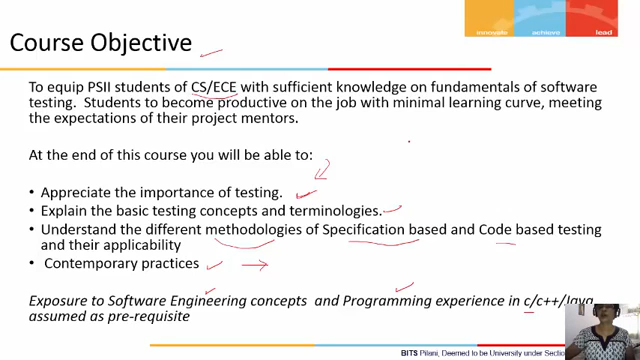 innovate achieve lead
Course Objective
To equip PSII students of CS/ECE with sufficient knowledge on fundamentals of software
testing. Students to become productive on the job with minimal learning curve, meeting
the expectations of their project mentors.
At the end of this course you will be able to:
• Appreciate the importance of testing.
• Explain the basic testing concepts and terminologies.
• Understand the different methodologies of Specification based and Code based testing
and their applicability
• Contemporary practices
Exposure to Software Engineering concepts and Programming experience in c/c++/Java
assumed as pre-requisite
BITS Pilani, Deemed to be University under Section